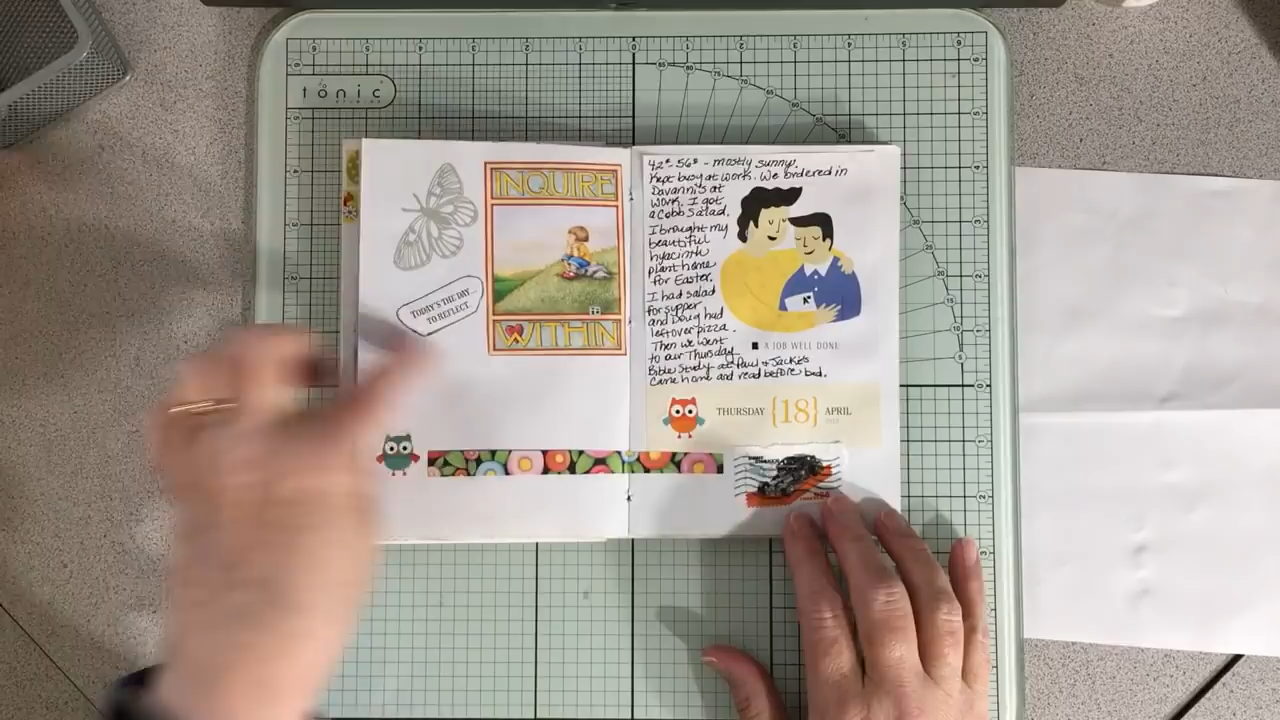 tonic
INQUIRE
WITHIN
TODAY'S THE DAY...
TO REFLECT.
42°-56° - mostly sunny.
Kept busy at work. We ordered in
Davanni's at
work. I got
a Cobb Salad.
I brought my
beautiful
hyacinth
plant home
for Easter.
I had salad
for supper
and Doug had
leftover pizza.
Then we went
to our Thursday
Bible Study at Paul + Jackie's
Came home and read before bed.
A JOB WELL DONE
THURSDAY {18} APRIL